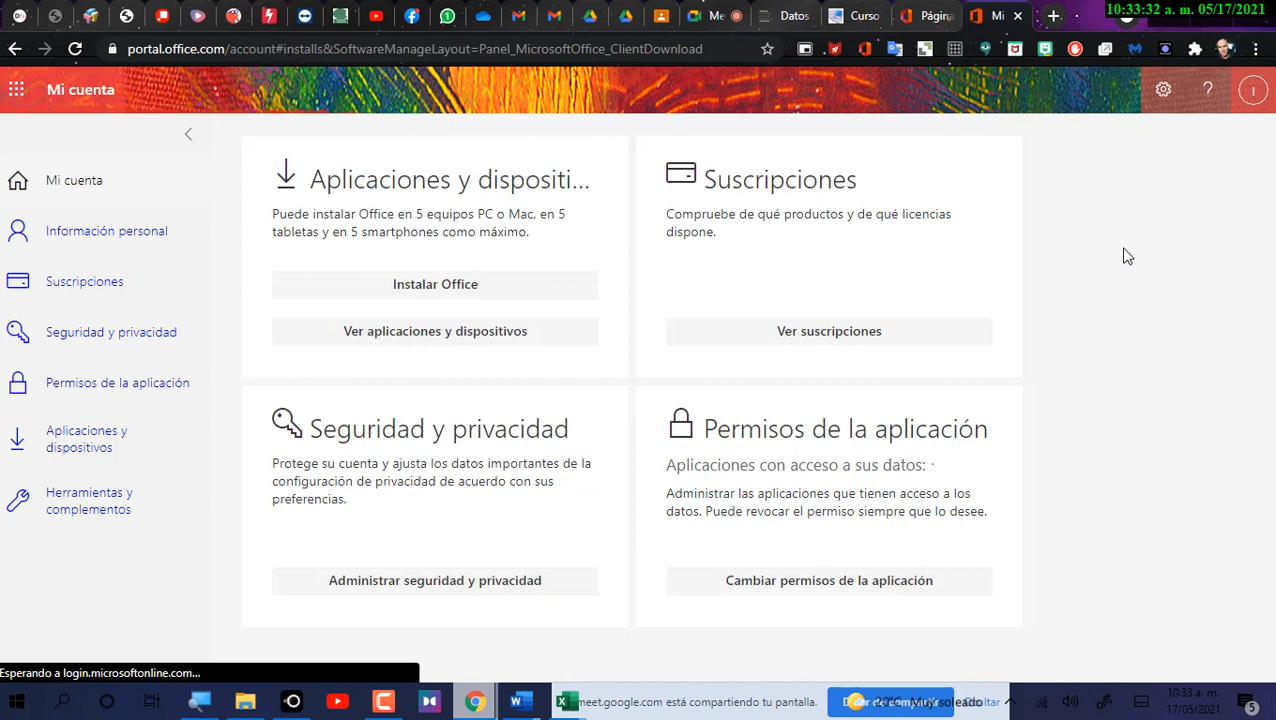 Me
Datos
Curso
Página
Mi
10:33:32 a. m. 05/17/2021
portal.office.com/account#installs&SoftwareManageLayout=Panel_MicrosoftOffice_ClientDownload
Mi cuenta
?
I
Mi cuenta
Información personal
Suscripciones
Seguridad y privacidad
Permisos de la aplicación
Aplicaciones y
dispositivos
Herramientas y
complementos
Aplicaciones y dispositi...
Puede instalar Office en 5 equipos PC o Mac, en 5
tabletas y en 5 smartphones como máximo.
Instalar Office
Ver aplicaciones y dispositivos
Suscripciones
Compruebe de qué productos y de qué licencias
dispone.
Ver suscripciones
Seguridad y privacidad
Protege su cuenta y ajusta los datos importantes de la
configuración de privacidad de acuerdo con sus
preferencias.
Administrar seguridad y privacidad
Permisos de la aplicación
Aplicaciones con acceso a sus datos: ·
Administrar las aplicaciones que tienen acceso a los
datos. Puede revocar el permiso siempre que lo desee.
Cambiar permisos de la aplicación
Esperando a login.microsoftonline.com...
meet.google.com está compartiendo tu pantalla.
Muy soleado
10:33 a. m.
17/05/2021
5